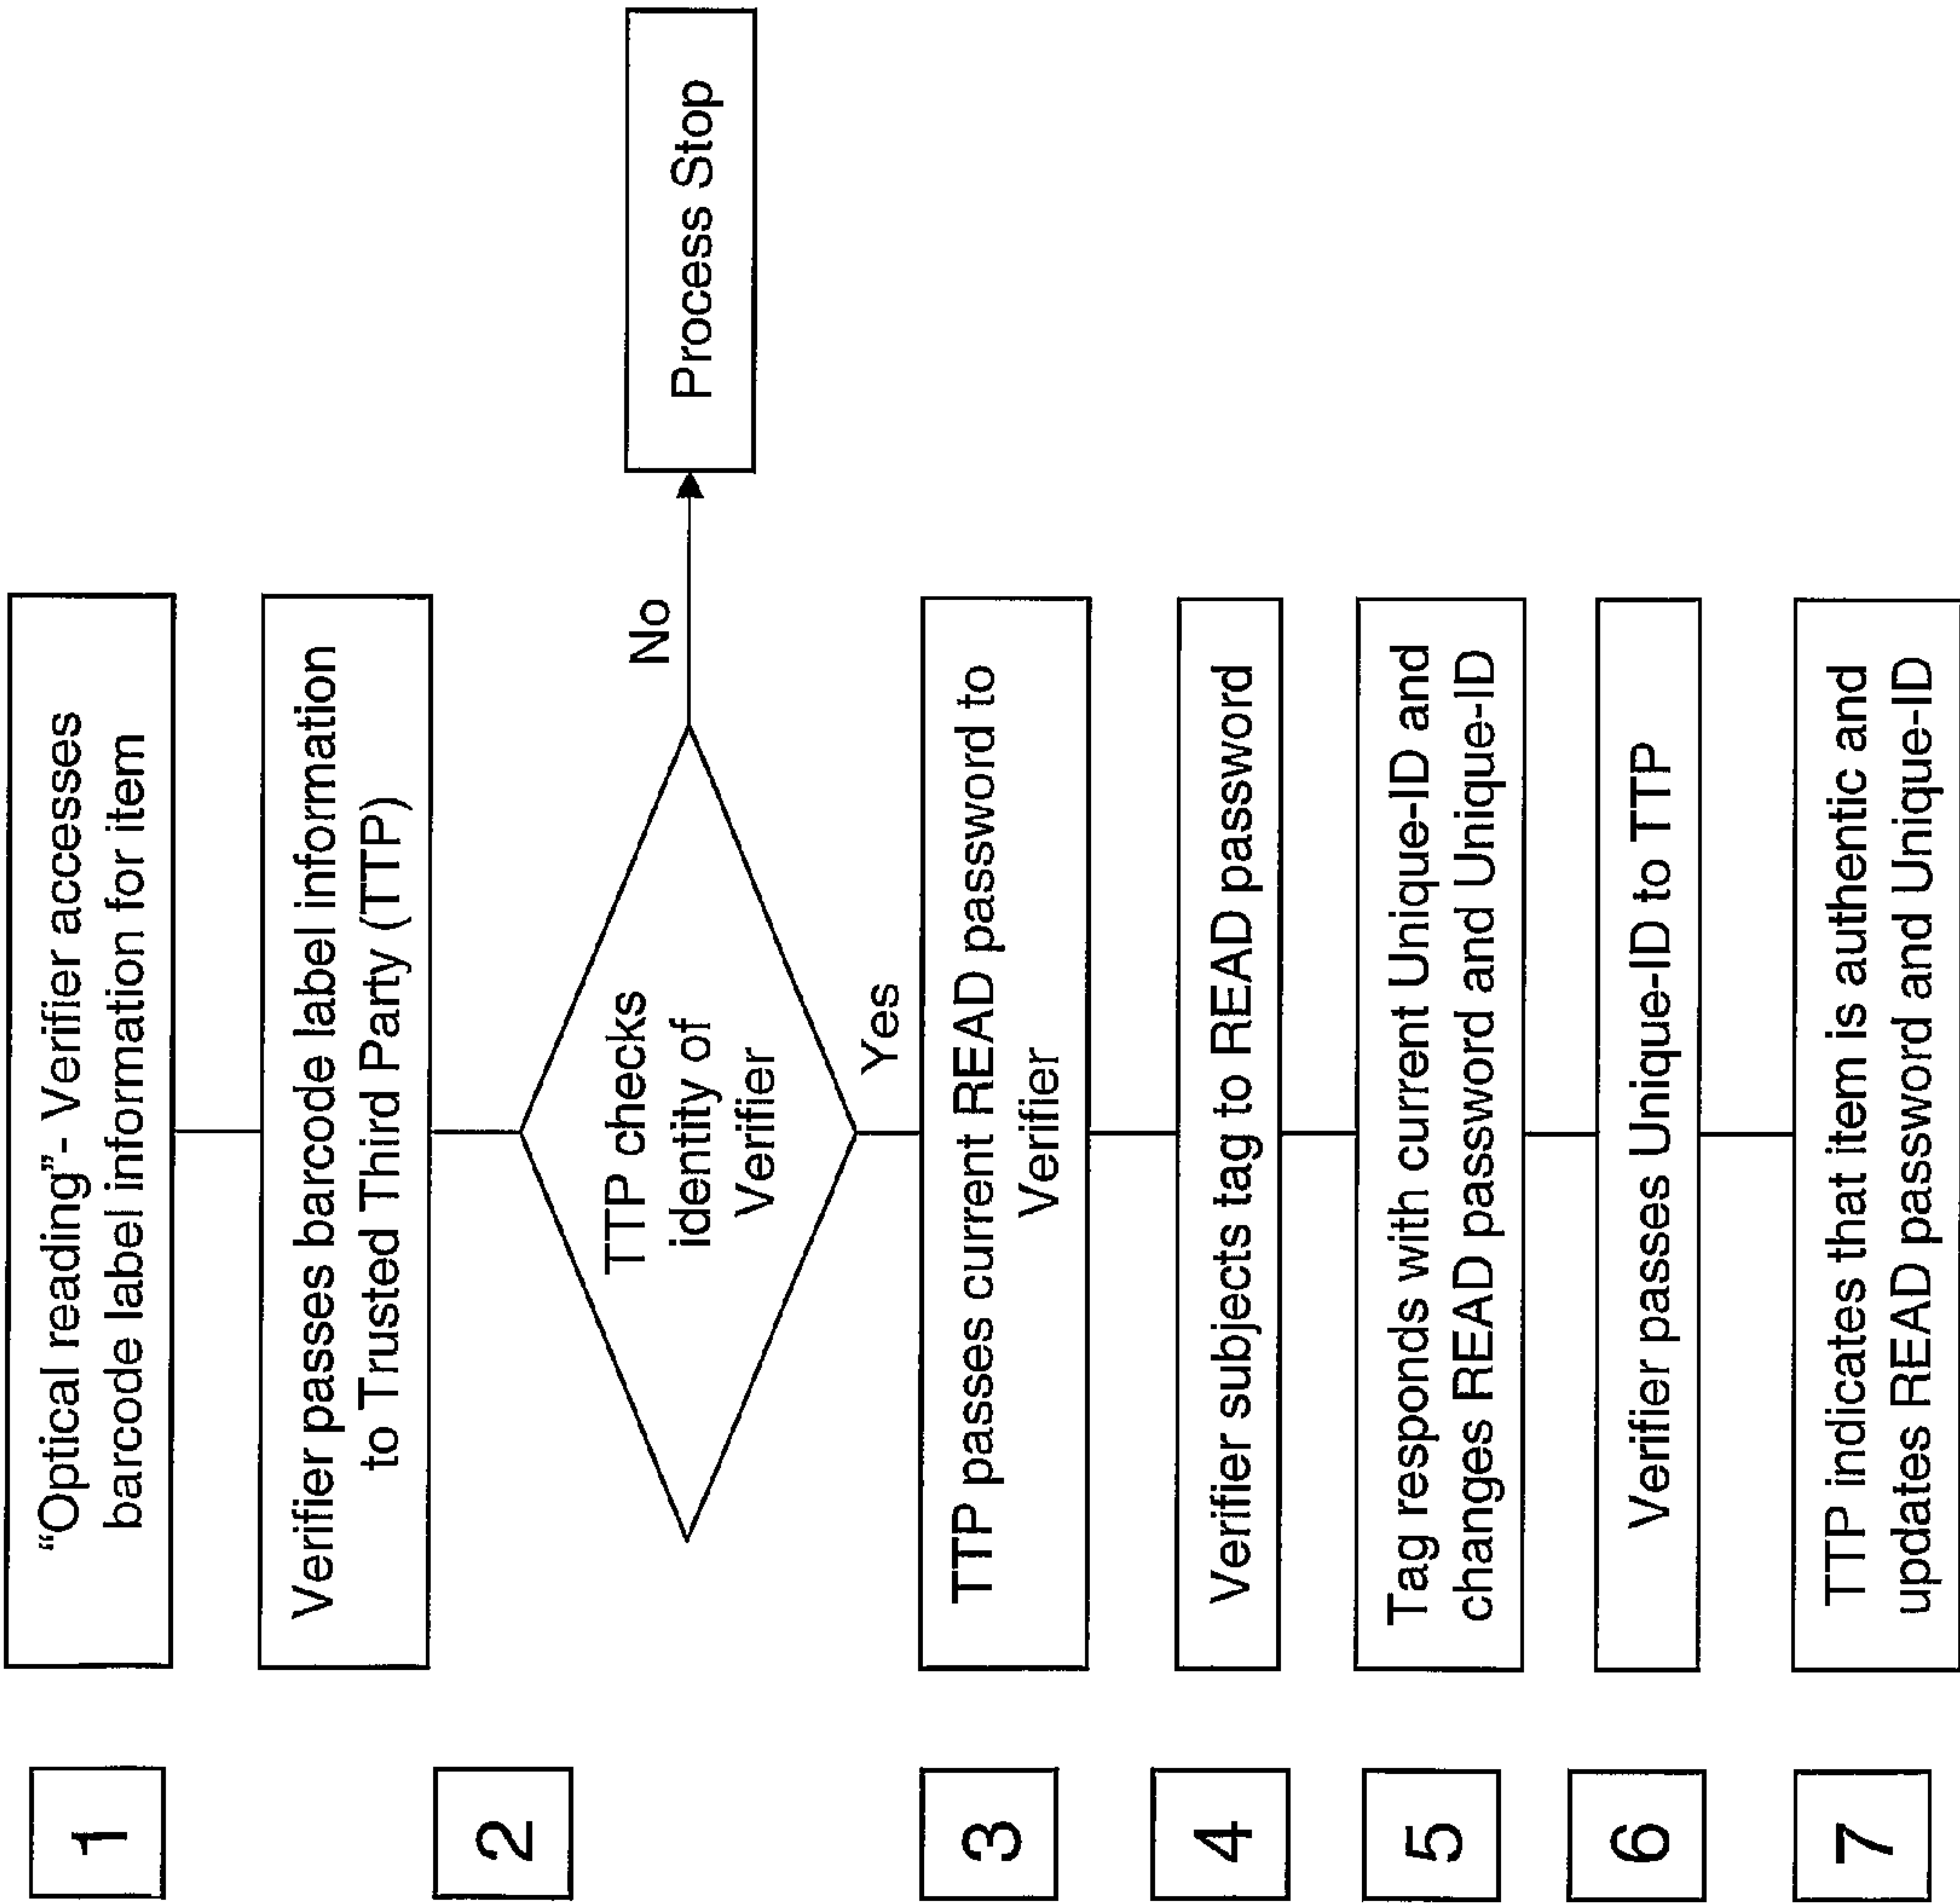 1
“Optical reading”- Verifier accesses
barcode label information for item
2
Verifier passes barcode label information
to Trusted Third Party (TTP)
TTP checks
identity of
Verifier
No
Process Stop
Yes
3
TTP passes current READ password to
Verifier
4
Verifier subjects tag to READ password
5
Tag responds with current Unique-ID and
changes READ password and Unique-ID
6
Verifier passes Unique-ID to TTP
7
TTP indicates that item is authentic and
updates READ password and Unique-ID